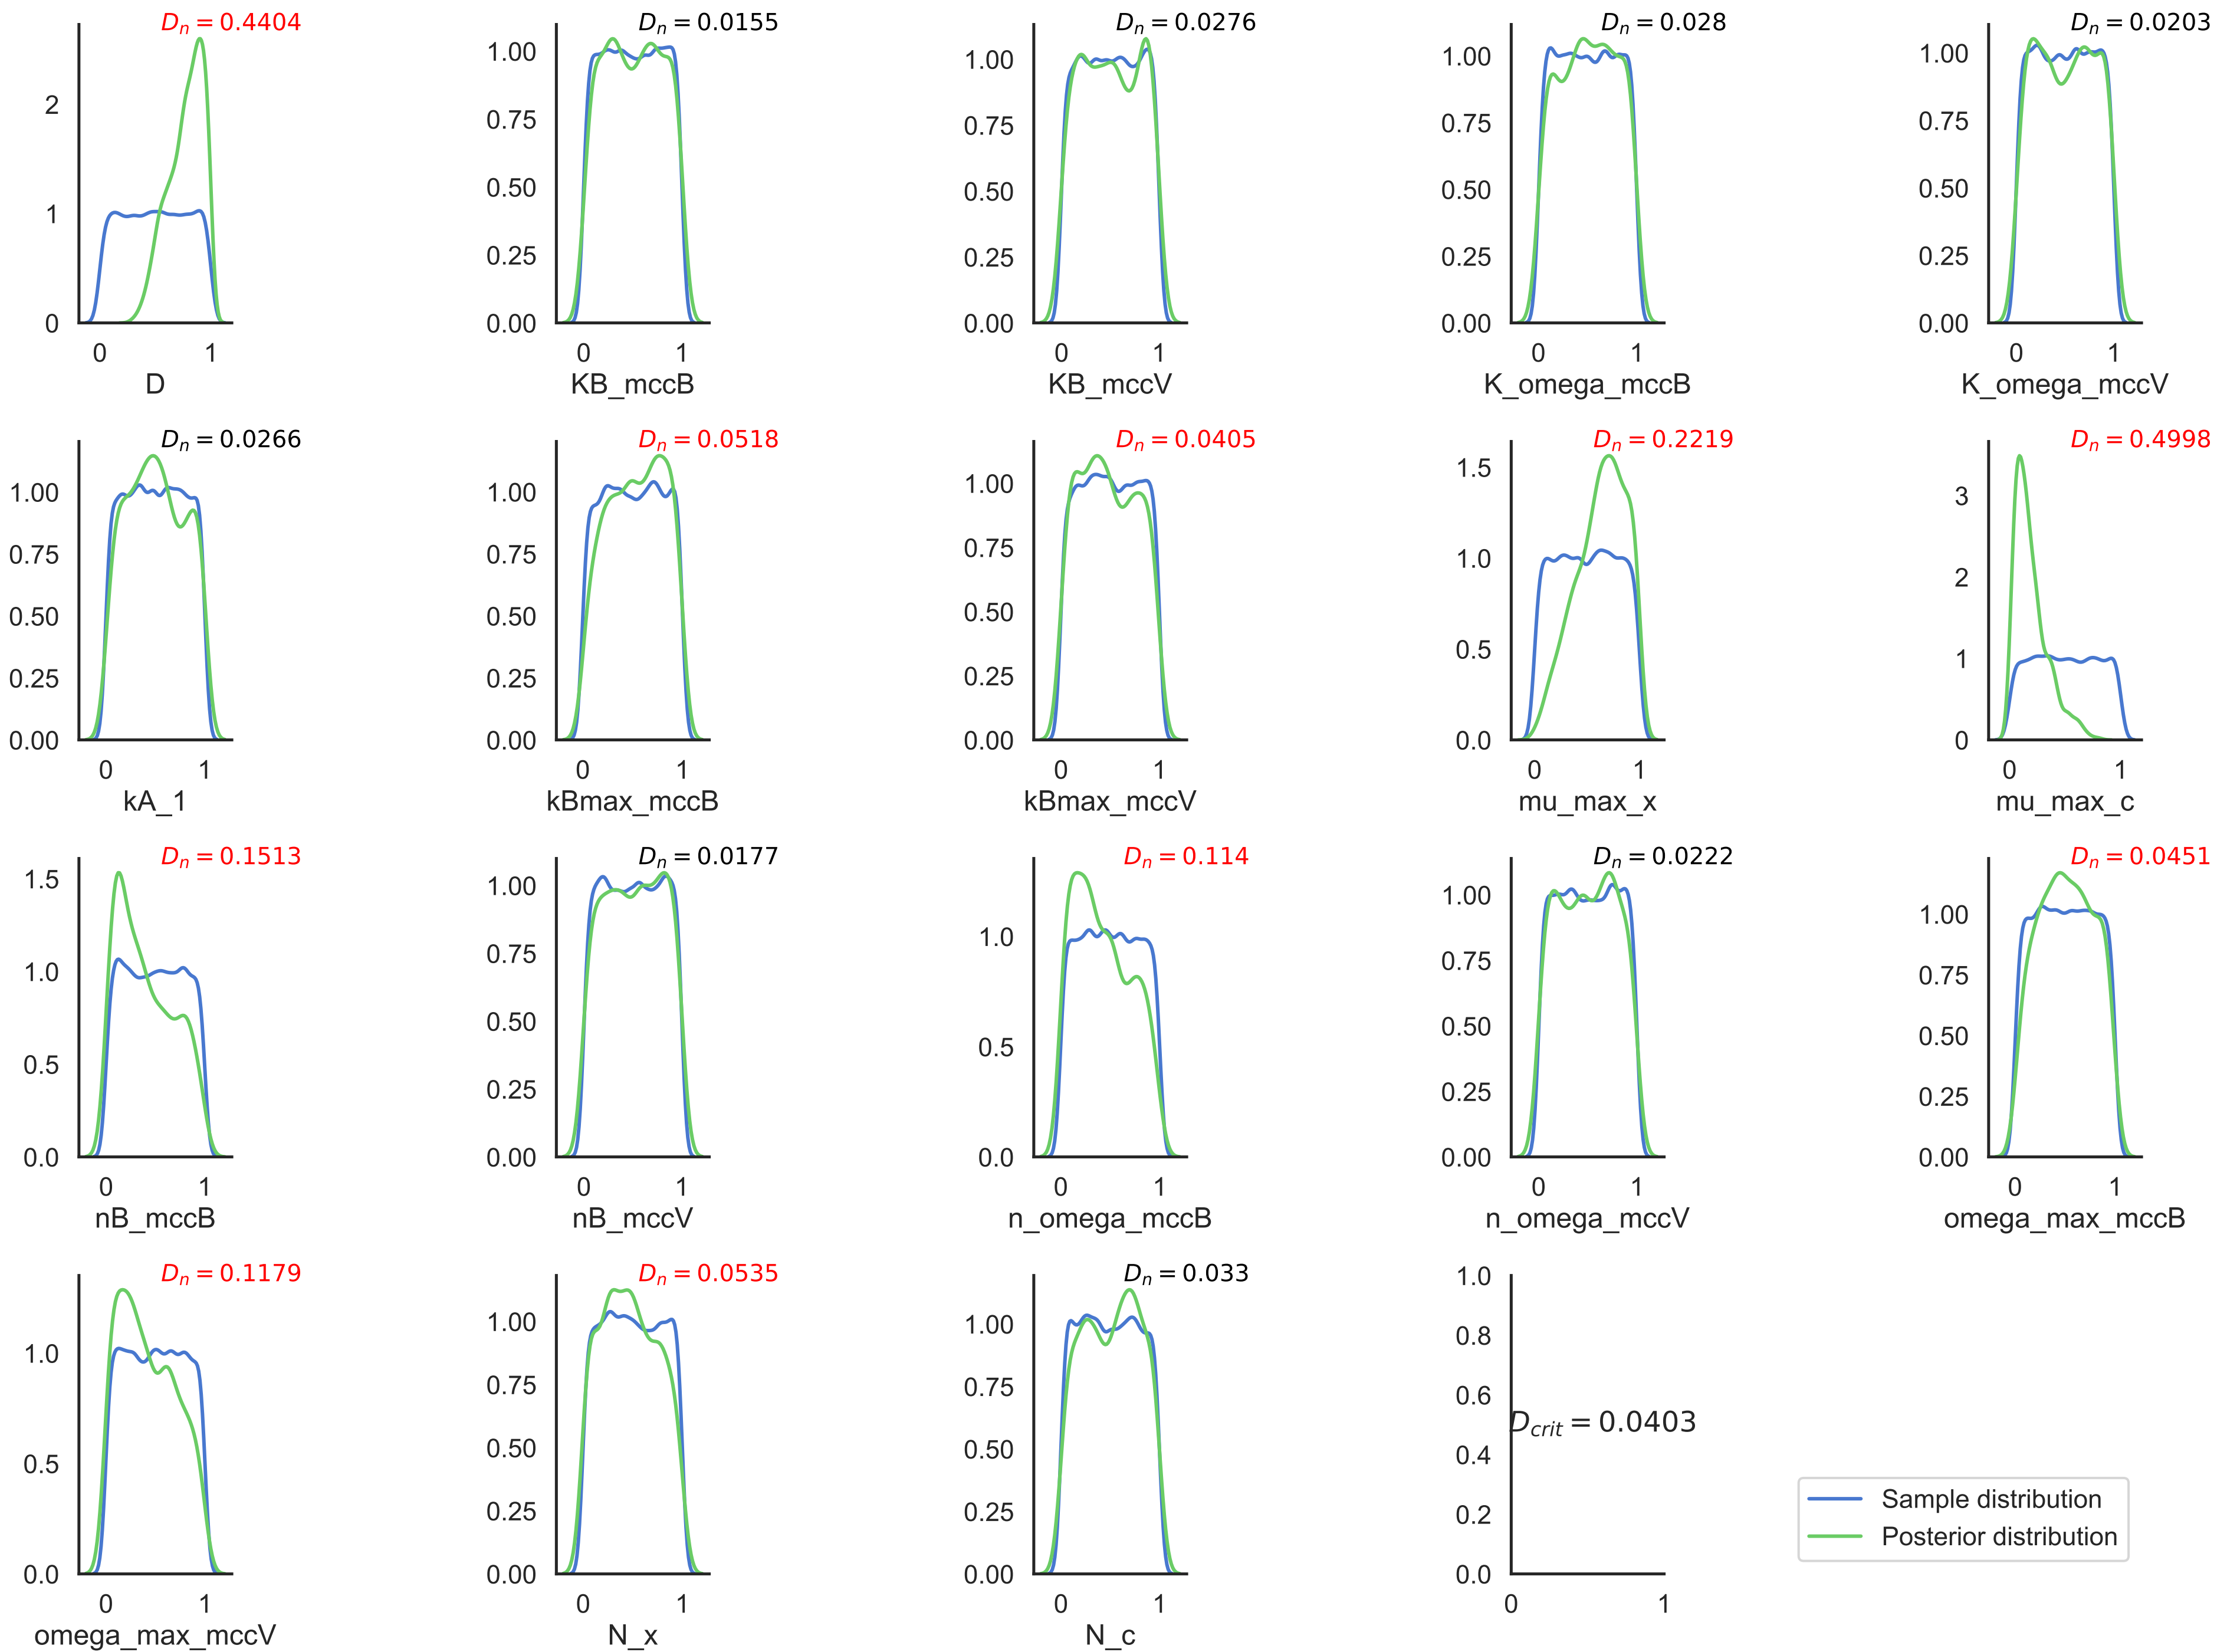 D_n = 0.4404
2
1
0
0 1
D
D_n = 0.0155
1.00
0.75
0.50
0.25
0.00
0 1
KB_mccB
D_n = 0.0276
1.00
0.75
0.50
0.25
0.00
0 1
KB_mccV
D_n = 0.028
1.00
0.75
0.50
0.25
0.00
0 1
K_omega_mccB
D_n = 0.0203
1.00
0.75
0.50
0.25
0.00
0 1
K_omega_mccV
D_n = 0.0266
1.00
0.75
0.50
0.25
0.00
0 1
kA_1
D_n = 0.0518
1.00
0.75
0.50
0.25
0.00
0 1
kBmax_mccB
D_n = 0.0405
1.00
0.75
0.50
0.25
0.00
0 1
kBmax_mccV
D_n = 0.2219
1.5
1.0
0.5
0.0
0 1
mu_max_x
D_n = 0.4998
3
2
1
0
0 1
mu_max_c
D_n = 0.1513
1.5
1.0
0.5
0.0
0 1
nB_mccB
D_n = 0.0177
1.00
0.75
0.50
0.25
0.00
0 1
nB_mccV
D_n = 0.114
1.0
0.5
0.0
0 1
n_omega_mccB
D_n = 0.0222
1.00
0.75
0.50
0.25
0.00
0 1
n_omega_mccV
D_n = 0.0451
1.00
0.75
0.50
0.25
0.00
0 1
omega_max_mccB
D_n = 0.1179
1.0
0.5
0.0
0 1
omega_max_mccV
D_n = 0.0535
1.00
0.75
0.50
0.25
0.00
0 1
N_x
D_n = 0.033
1.00
0.75
0.50
0.25
0.00
0 1
N_c
1.0
0.8
0.6
D_crit = 0.0403
0.4
0.2
0.0
0 1
Sample distribution
Posterior distribution